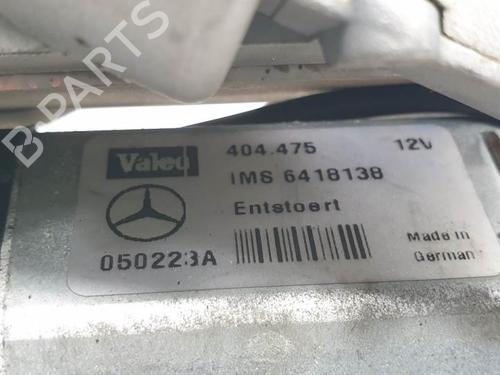 B PARTS
Valeo 404.475 12V
IMS 6418138
Entstoert
050223A
Made in
German